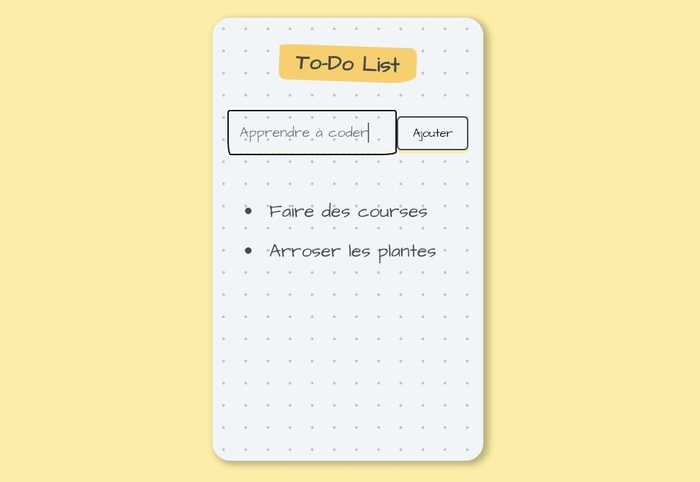 To-Do List
Apprendre à coder
Ajouter
Faire des courses
Arroser les plantes